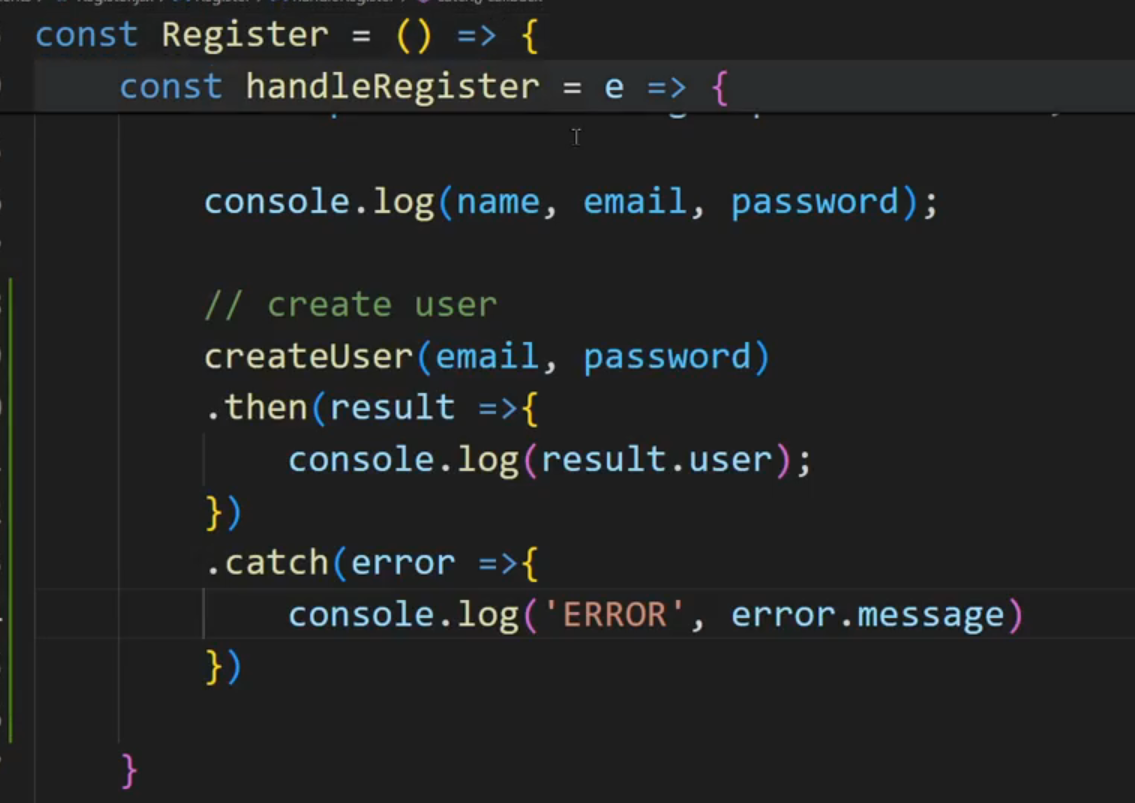 const Register = () => {
const handleRegister = e => {
console.log(name, email, password);
// create user
createUser(email, password)
.then(result =>{
console.log(result.user);
})
.catch(error =>{
console.log('ERROR', error.message)
})
}